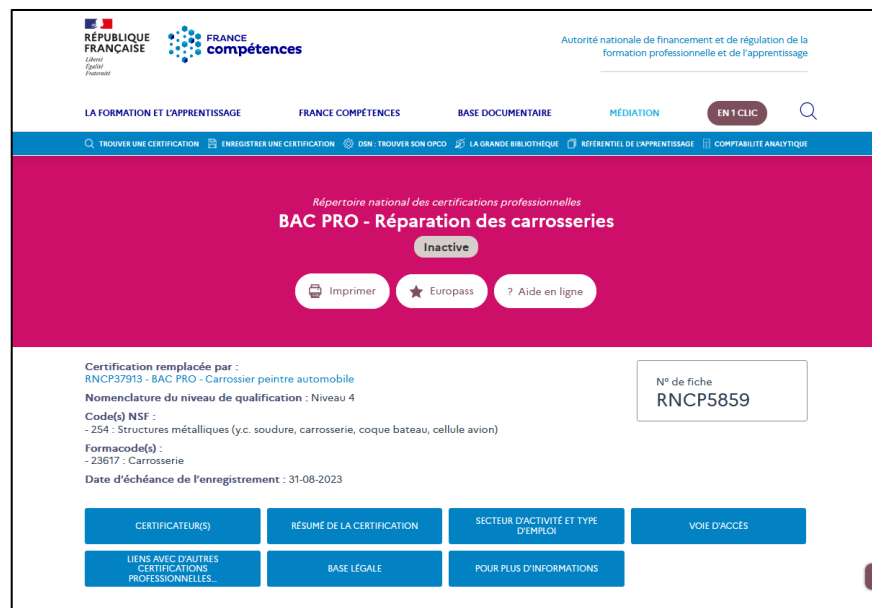 RÉPUBLIQUE
FRANÇAISE
Liberté
Égalité
Fraternité
FRANCE
compétences
Autorité nationale de financement et de régulation de la
formation professionnelle et de l'apprentissage
LA FORMATION ET L'APPRENTISSAGE
FRANCE COMPÉTENCES
BASE DOCUMENTAIRE
MÉDIATION
EN 1 CLIC
TROUVER UNE CERTIFICATION
ENREGISTRER UNE CERTIFICATION
DSN : TROUVER SON OPCO
LA GRANDE BIBLIOTHÈQUE
RÉFÉRENTIEL DE L'APPRENTISSAGE
COMPTABILITÉ ANALYTIQUE
Répertoire national des certifications professionnelles
BAC PRO - Réparation des carrosseries
Inactive
Imprimer
Europass
? Aide en ligne
Certification remplacée par :
RNCP37913 - BAC PRO - Carrossier peintre automobile
Nomenclature du niveau de qualification : Niveau 4
Code(s) NSF :
- 254 : Structures métalliques (y.c. soudure, carrosserie, coque bateau, cellule avion)
Formacode(s) :
- 23617 : Carrosserie
Date d'échéance de l'enregistrement : 31-08-2023
N° de fiche
RNCP5859
CERTIFICATEUR(S)
RÉSUMÉ DE LA CERTIFICATION
SECTEUR D'ACTIVITÉ ET TYPE
D'EMPLOI
VOIE D'ACCÈS
LIENS AVEC D'AUTRES
CERTIFICATIONS
PROFESSIONNELLES...
BASE LÉGALE
POUR PLUS D'INFORMATIONS